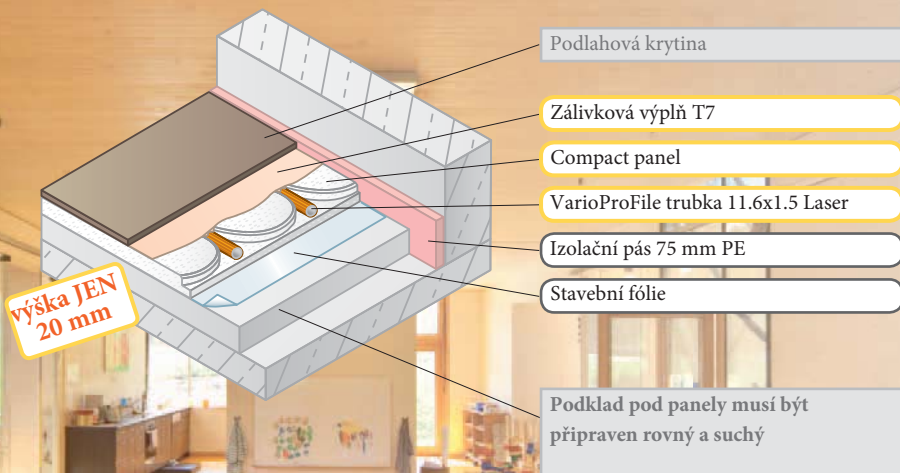 Podlahová krytina
Zálivková výplň T7
Compact panel
VarioProFile trubka 11.6x1.5 Laser
Izolační pás 75 mm PE
Stavební fólie
výška JEN
20 mm
Podklad pod panely musí být
připraven rovný a suchý